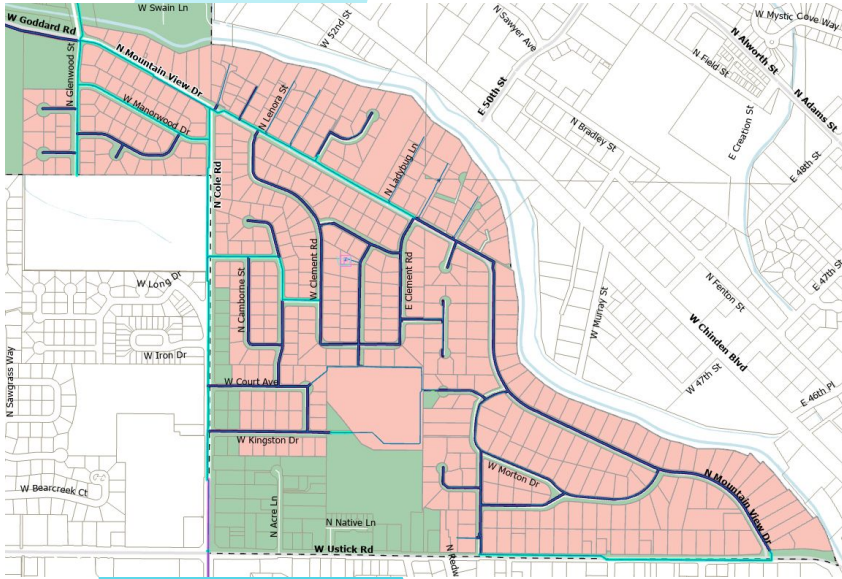 W Swain Ln
W Goddard Rd
W 52nd St
N Sawyer Ave
W Mystic Cove Way
N Alworth St
N Field St
N Adams St
N Mountain View Dr
N Glenwood St
W Manorwood Dr
N Lenora St
E 50th St
N Bradley St
E Creation St
E 48th St
N Ladybug Ln
N Cole Rd
W Clement Rd
E Clement Rd
W Long Dr
N Camborne St
N Fenton St
E 47th St
W Murray St
W Chinden Blvd
N Sawgrass Way
W Iron Dr
W Court Ave
W 47th St
E 46th Pl
W Kingston Dr
W Morton Dr
N Mountain View Dr
W Bearcreek Ct
N Acre Ln
N Native Ln
W Ustick Rd
N Redw